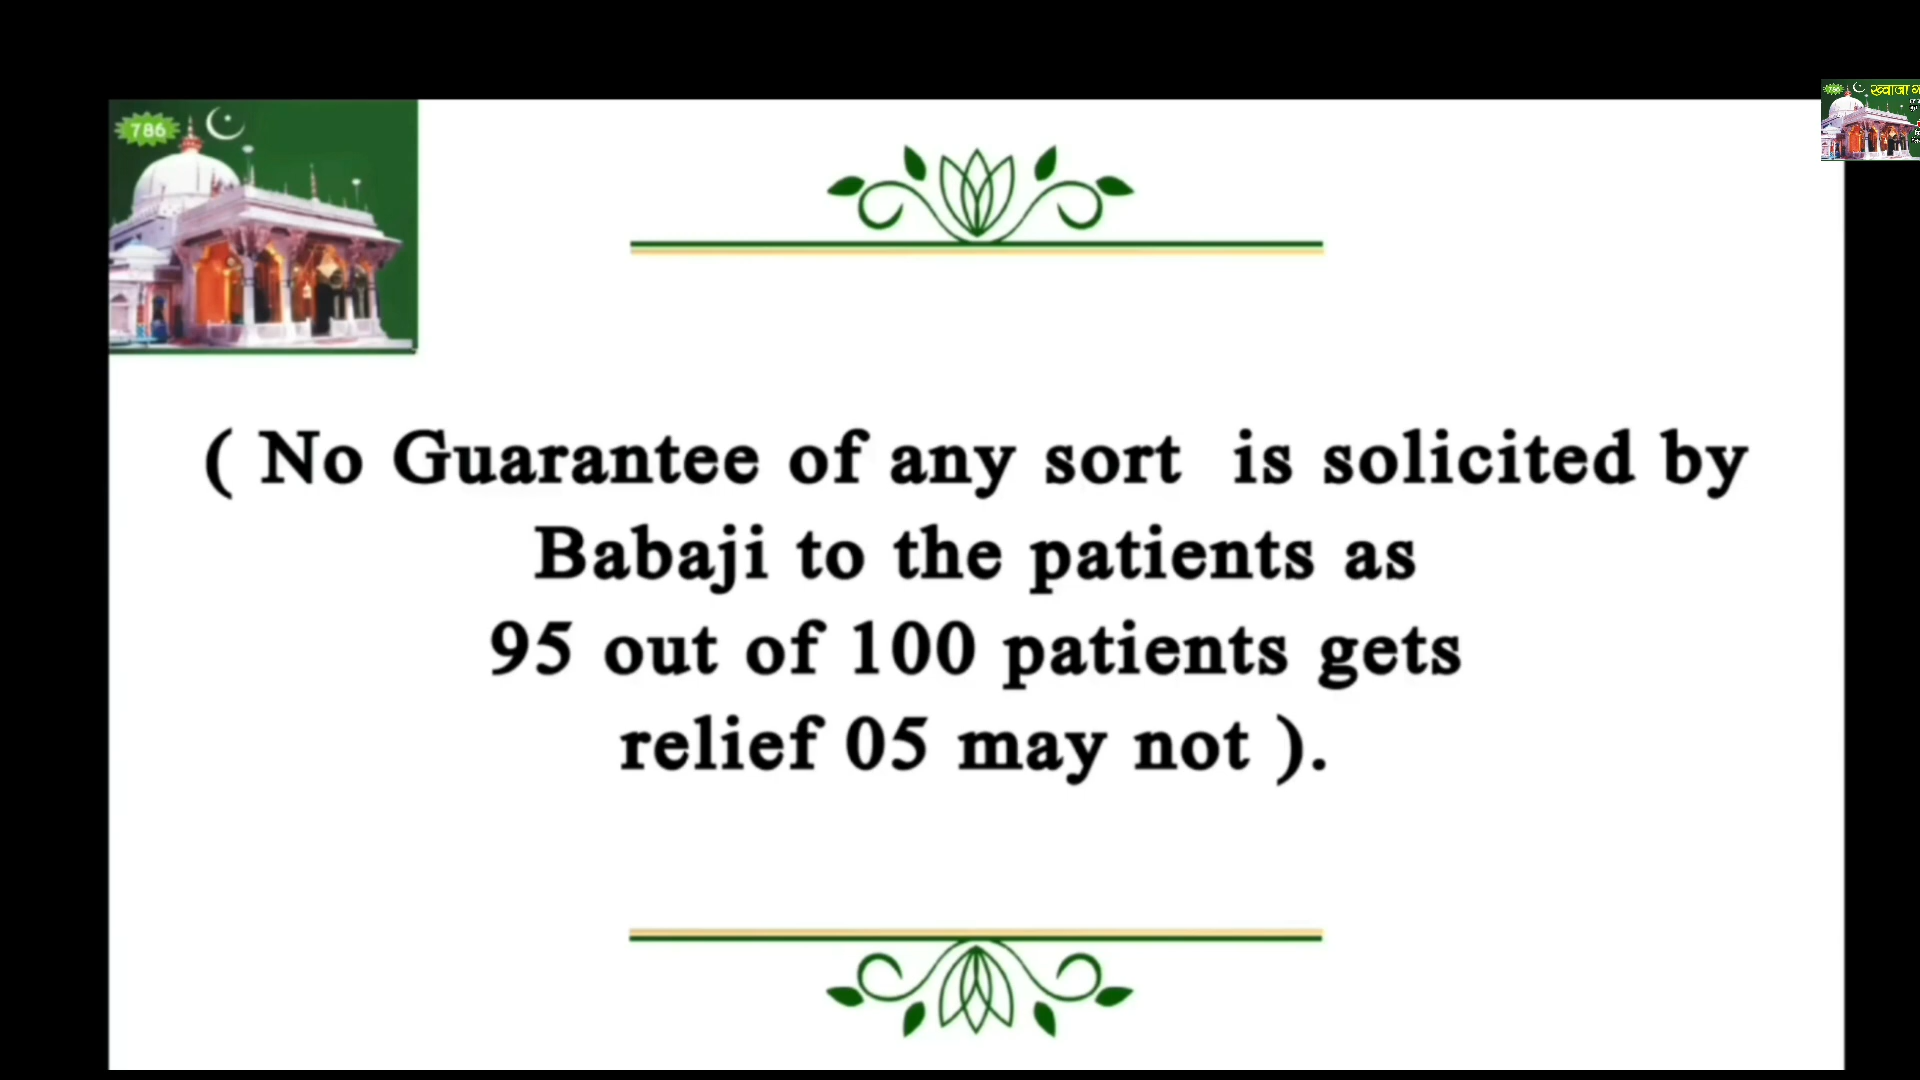 786
( No Guarantee of any sort is solicited by
Babaji to the patients as
95 out of 100 patients gets
relief 05 may not ).
ख्वाजा